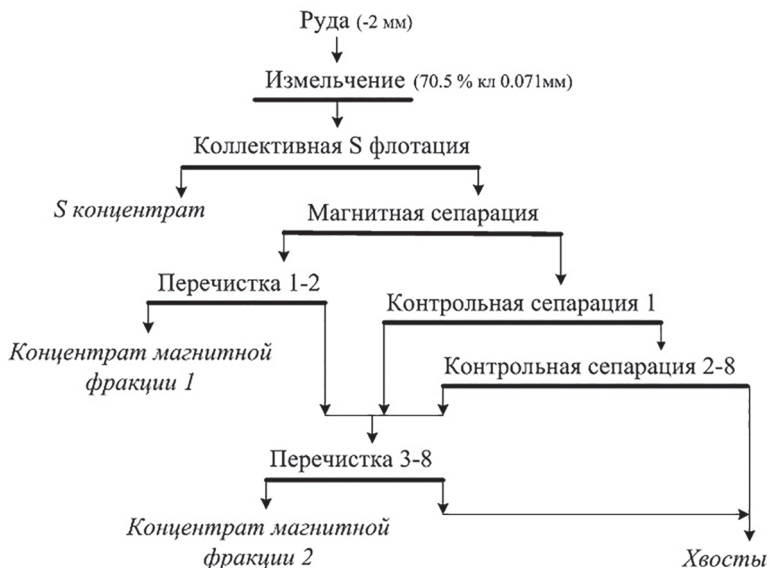 Руда (-2 мм)
Измельчение (70.5 % кл 0.071мм)
Коллективная S флотация
S концентрат
Магнитная сепарация
Перечистка 1-2
Контрольная сепарация 1
Концентрат магнитной
фракции 1
Контрольная сепарация 2-8
Перечистка 3-8
Концентрат магнитной
фракции 2
Хвосты